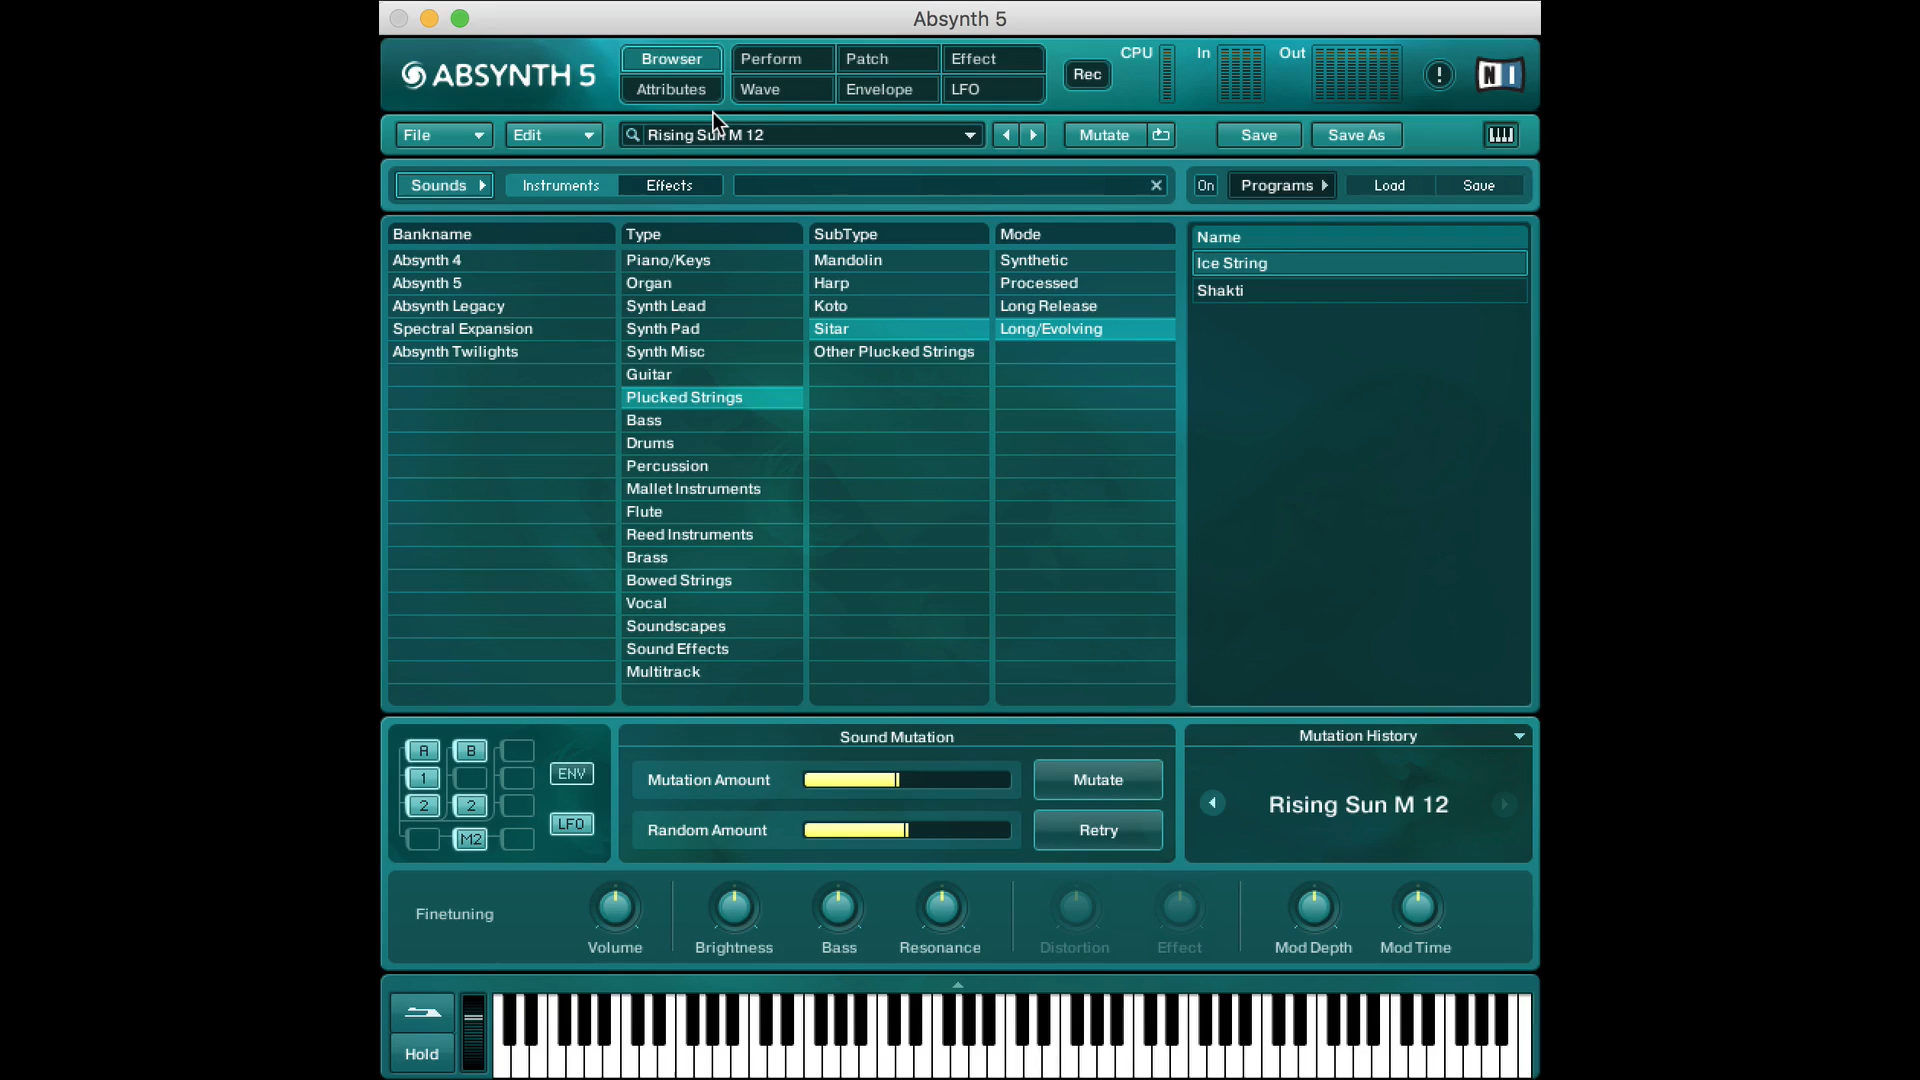 Absynth 5
ABSYNTH 5
Browser Perform Patch Effect
Attributes Wave Envelope LFO
Rec
CPU In Out
!
NI
File Edit Rising Sun M 12 Mutate Save Save As
Sounds Instruments Effects On Programs Load Save
Bankname Type SubType Mode Name
Absynth 4 Piano/Keys Mandolin Synthetic Ice String
Absynth 5 Organ Harp Processed Shakti
Absynth Legacy Synth Lead Koto Long Release
Spectral Expansion Synth Pad Sitar Long/Evolving
Absynth Twilights Synth Misc Other Plucked Strings
Guitar
Plucked Strings
Bass
Drums
Percussion
Mallet Instruments
Flute
Reed Instruments
Brass
Bowed Strings
Vocal
Soundscapes
Sound Effects
Multitrack
A B
1
2 2
M2
ENV
LFO
Sound Mutation
Mutation Amount Mutate
Random Amount Retry
Mutation History
Rising Sun M 12
Finetuning Volume Brightness Bass Resonance Distortion Effect Mod Depth Mod Time
Hold